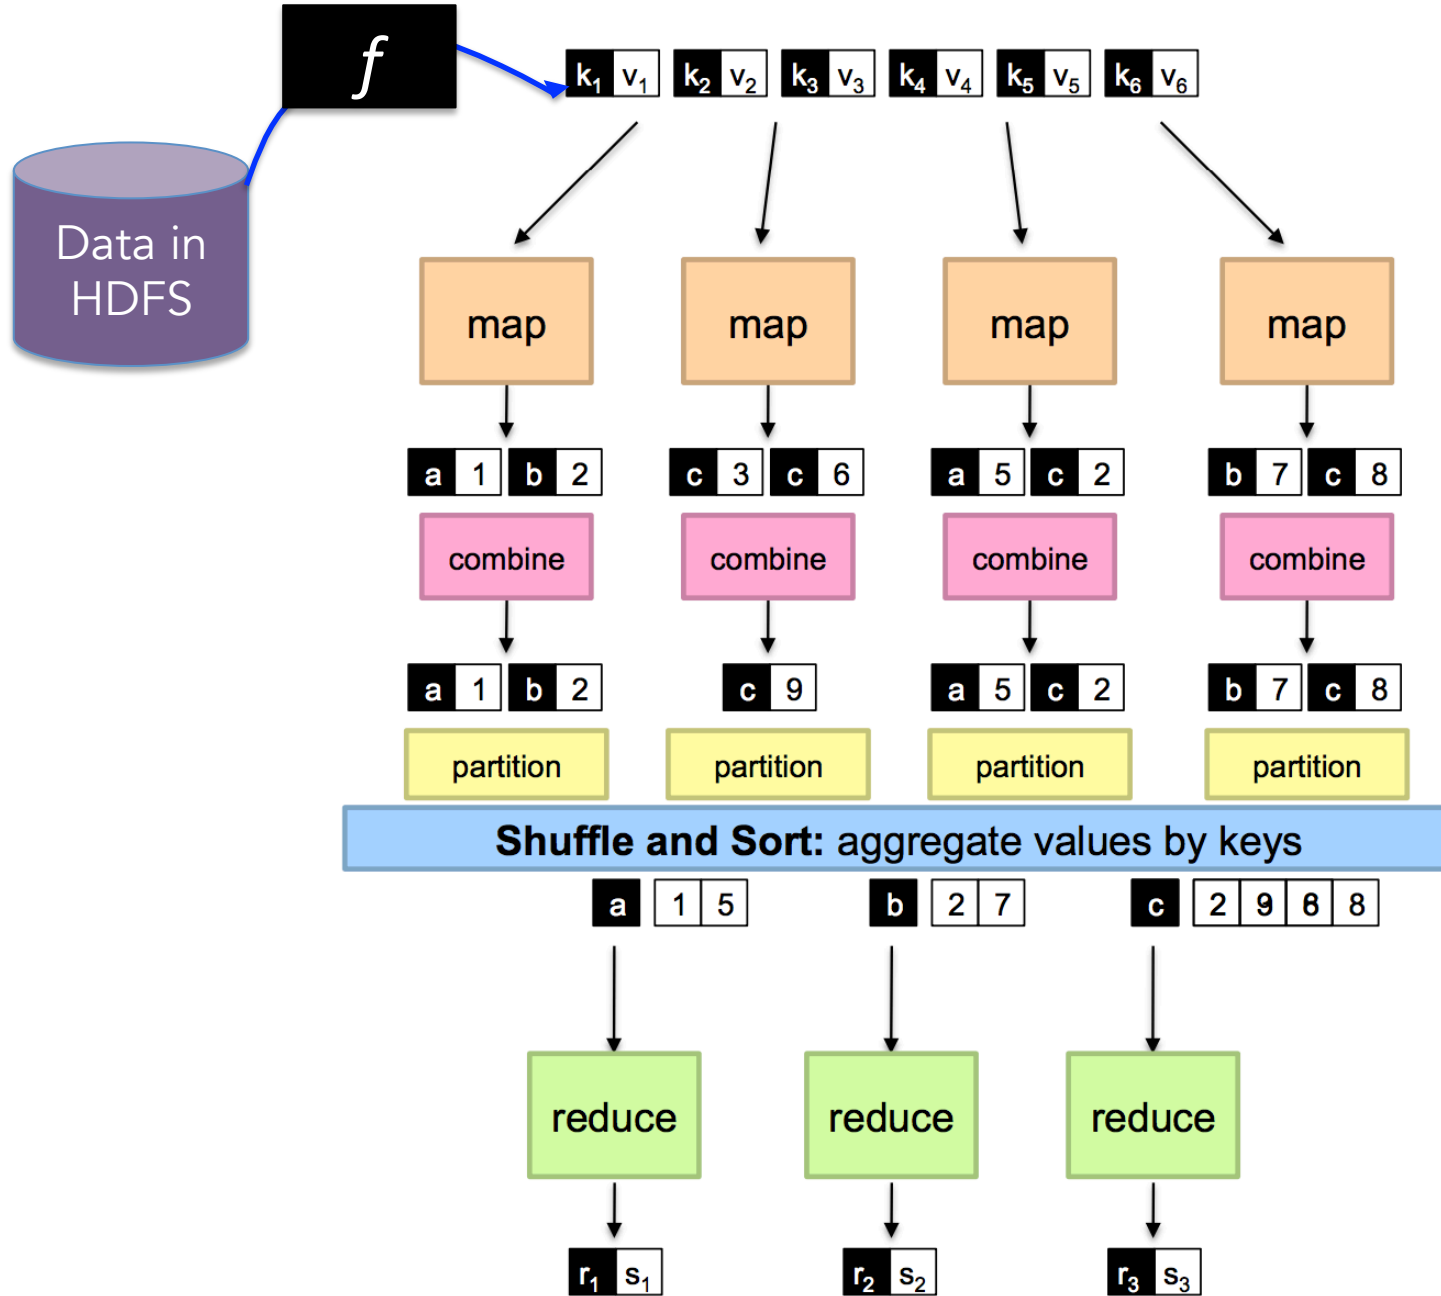 f
k1 v1 k2 v2 k3 v3 k4 v4 k5 v5 k6 v6
Data in
HDFS
map map map map
a 1 b 2 c 3 c 6 a 5 c 2 b 7 c 8
combine combine combine combine
a 1 b 2 c 9 a 5 c 2 b 7 c 8
partition partition partition partition
Shuffle and Sort: aggregate values by keys
a 1 5 b 2 7 c 2 8
reduce reduce reduce
r1 s1 r2 s2 r3 s3